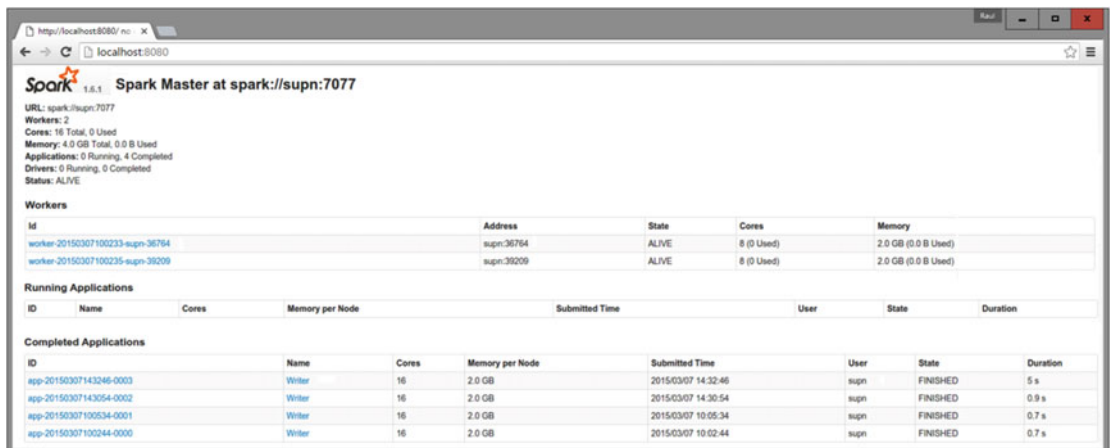 Raul
http://localhost:8080/ no
localhost:8080
Spark 1.6.1 Spark Master at spark://supn:7077
URL: spark://supn:7077
Workers: 2
Cores: 16 Total, 0 Used
Memory: 4.0 GB Total, 0.0 B Used
Applications: 0 Running, 4 Completed
Drivers: 0 Running, 0 Completed
Status: ALIVE
Workers
Id Address State Cores Memory
worker-20150307100233-supn-36764 supn:36764 ALIVE 8 (0 Used) 2.0 GB (0.0 B Used)
worker-20150307100235-supn-39209 supn:39209 ALIVE 8 (0 Used) 2.0 GB (0.0 B Used)
Running Applications
ID Name Cores Memory per Node Submitted Time User State Duration
Completed Applications
ID Name Cores Memory per Node Submitted Time User State Duration
app-20150307143246-0003 Writer 16 2.0 GB 2015/03/07 14:32:46 supn FINISHED 5 s
app-20150307143054-0002 Writer 16 2.0 GB 2015/03/07 14:30:54 supn FINISHED 0.9 s
app-20150307100534-0001 Writer 16 2.0 GB 2015/03/07 10:05:34 supn FINISHED 0.7 s
app-20150307100244-0000 Writer 16 2.0 GB 2015/03/07 10:02:44 supn FINISHED 0.7 s